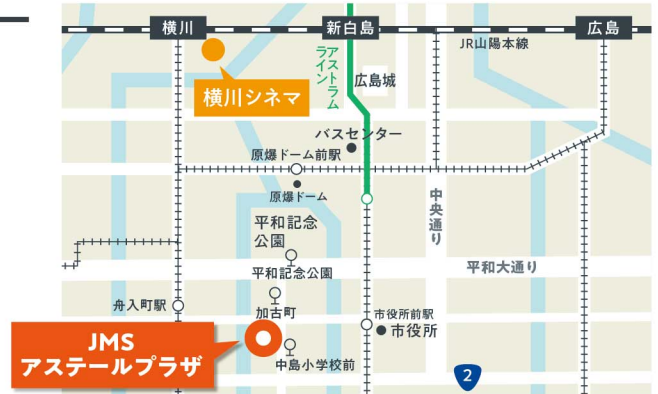 横川
新白島
広島
JR山陽本線
アストラム
ライン
広島城
横川シネマ
バスセンター
原爆ドーム前駅
原爆ドーム
中央通り
平和記念
公園
平和大通り
平和記念公園
舟入町駅
加古町
市役所前駅
市役所
JMS
アステールプラザ
中島小学校前
2